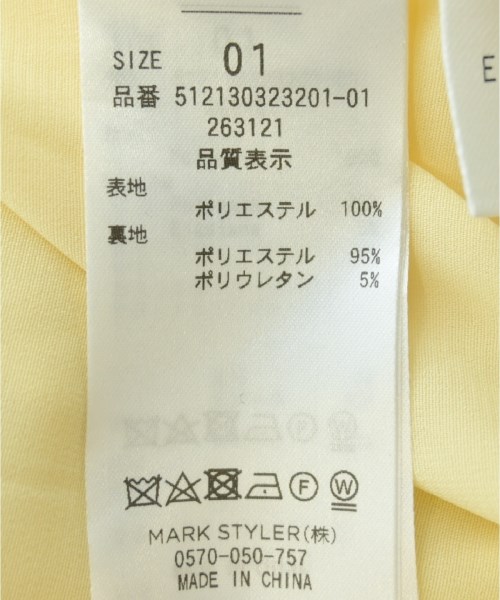 SIZE 01
品番 512130323201-01
263121
品質表示
表地
ポリエステル 100%
裏地
ポリエステル 95%
ポリウレタン 5%
F W
MARK STYLER(株)
0570-050-757
MADE IN CHINA
E